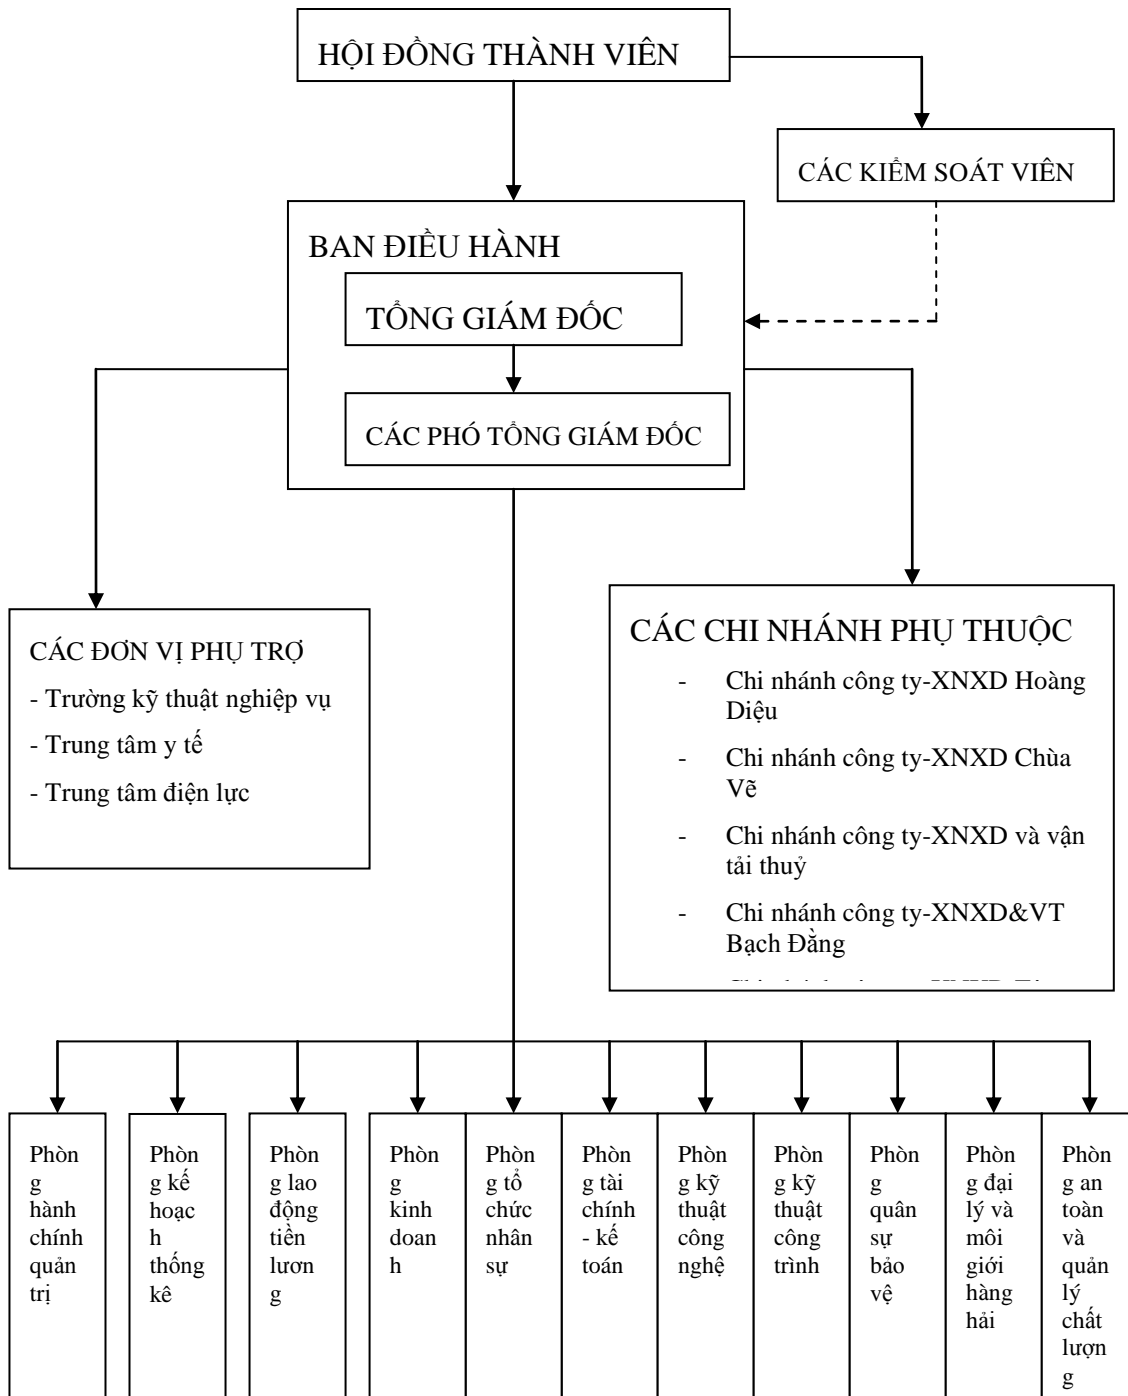 HỘI ĐỒNG THÀNH VIÊN
CÁC KIỂM SOÁT VIÊN
BAN ĐIỀU HÀNH
TỔNG GIÁM ĐỐC
CÁC PHÓ TỔNG GIÁM ĐỐC
CÁC ĐƠN VỊ PHỤ TRỢ
- Trường kỹ thuật nghiệp vụ
- Trung tâm y tế
- Trung tâm điện lực
CÁC CHI NHÁNH PHỤ THUỘC
- Chi nhánh công ty-XNXD Hoàng
Diệu
- Chi nhánh công ty-XNXD Chùa
Vẽ
- Chi nhánh công ty-XNXD và vận
tải thuỷ
- Chi nhánh công ty-XNXD&VT
Bạch Đằng
Phòn
g
hành
chính
quản
trị
Phòn
g kế
hoạc
h
thống
kê
Phòn
g lao
động
tiền
lươn
g
Phòn
g
kinh
doan
h
Phòn
g tổ
chức
nhân
sự
Phòn
g tài
chính
- kế
toán
Phòn
g kỹ
thuật
công
nghệ
Phòn
g kỹ
thuật
công
trình
Phòn
g
quân
sự
bảo
vệ
Phòn
g đại
lý và
môi
giới
hàng
hải
Phòn
g an
toàn
và
quản
lý
chất
lượn
g